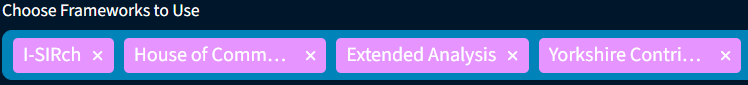 Choose Frameworks to Use
I-SIRch × House of Comm... × Extended Analysis × Yorkshire Contri... ×